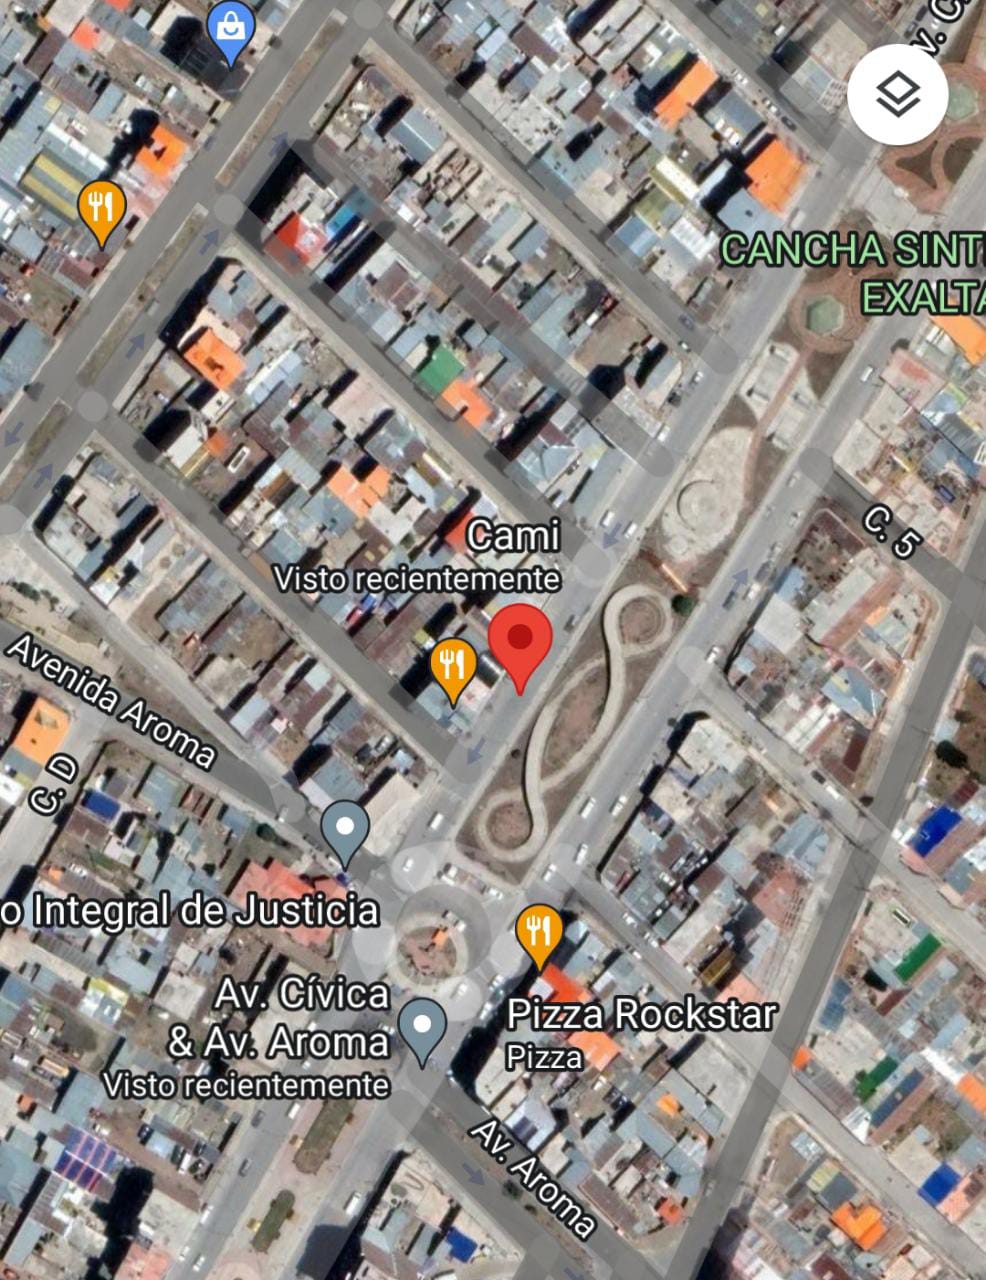 v. C
CANCHA SINT
EXALTA
C. 5
Cami
Visto recientemente
Avenida Aroma
C. D
o Integral de Justicia
Av. Cívica
& Av. Aroma
Visto recientemente
Pizza Rockstar
Pizza
Av. Aroma